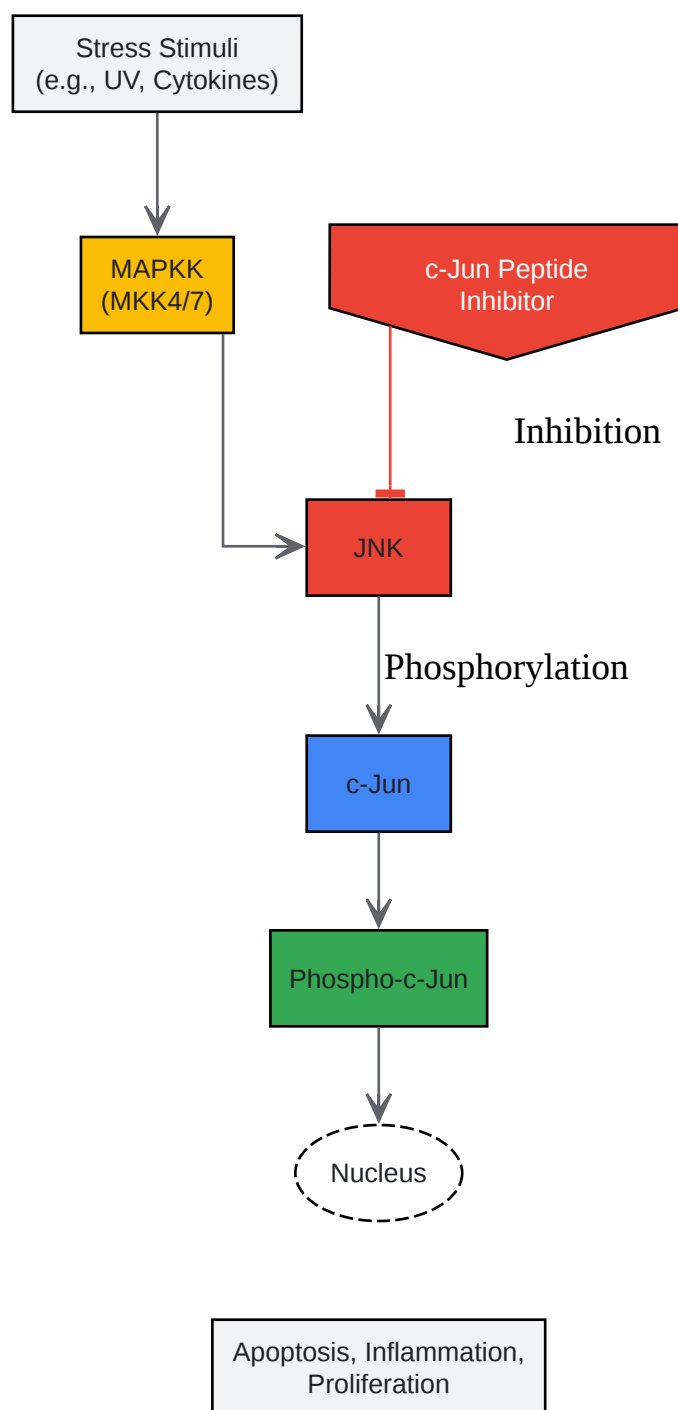 Stress Stimuli
(e.g., UV, Cytokines)
MAPKK
(MKK4/7)
c-Jun Peptide
Inhibitor
Inhibition
JNK
Phosphorylation
c-Jun
Phospho-c-Jun
Nucleus
Apoptosis, Inflammation,
Proliferation